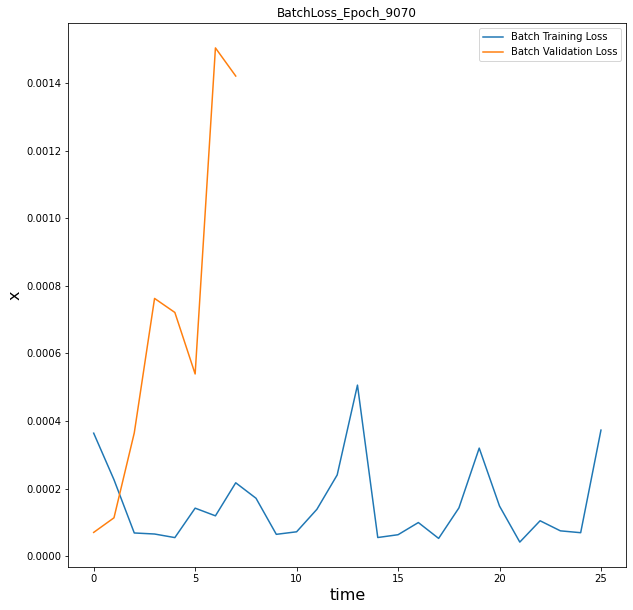 BatchLoss_Epoch_9070
Batch Training Loss
Batch Validation Loss
0.0014
0.0012
0.0010
0.0008
0.0006
0.0004
0.0002
0.0000
x
0 5 10 15 20 25
time